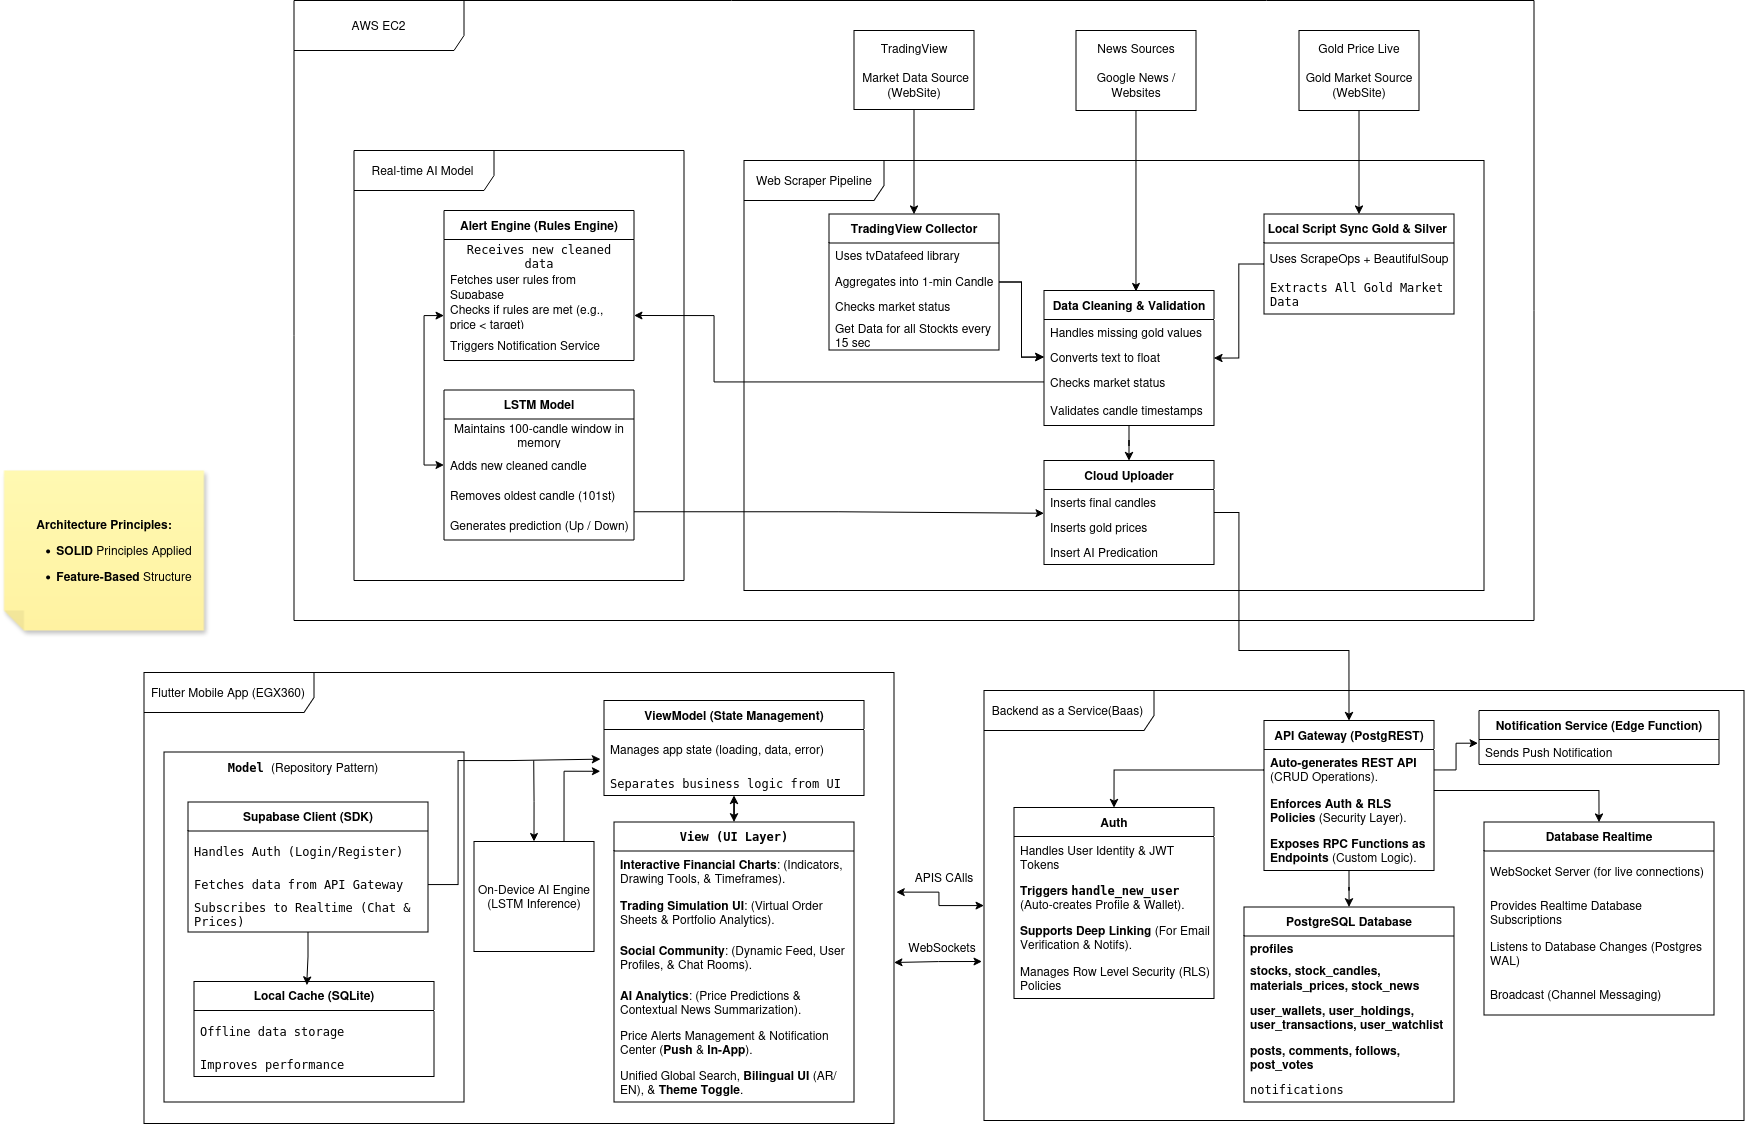 AWS EC2
TradingView
Market Data Source
(WebSite)
News Sources
Google News /
Websites
Gold Price Live
Gold Market Source
(WebSite)
Real-time AI Model
Alert Engine (Rules Engine)
Receives new cleaned
data
Fetches user rules from
Supabase
Checks if rules are met (e.g.,
price < target)
Triggers Notification Service
LSTM Model
Maintains 100-candle window in
memory
Adds new cleaned candle
Removes oldest candle (101st)
Generates prediction (Up / Down)
Web Scraper Pipeline
TradingView Collector
Uses tvDatafeed library
Aggregates into 1-min Candle
Checks market status
Get Data for all Stockts every
15 sec
Data Cleaning & Validation
Handles missing gold values
Converts text to float
Checks market status
Validates candle timestamps
Local Script Sync Gold & Silver
Uses ScrapeOps + BeautifulSoup
Extracts All Gold Market
Data
Cloud Uploader
Inserts final candles
Inserts gold prices
Insert AI Predication
Architecture Principles:
• SOLID Principles Applied
• Feature-Based Structure
Flutter Mobile App (EGX360)
Model (Repository Pattern)
Supabase Client (SDK)
Handles Auth (Login/Register)
Fetches data from API Gateway
Subscribes to Realtime (Chat &
Prices)
Local Cache (SQLite)
Offline data storage
Improves performance
On-Device AI Engine
(LSTM Inference)
ViewModel (State Management)
Manages app state (loading, data, error)
Separates business logic from UI
View (UI Layer)
Interactive Financial Charts: (Indicators,
Drawing Tools, & Timeframes).
Trading Simulation UI: (Virtual Order
Sheets & Portfolio Analytics).
Social Community: (Dynamic Feed, User
Profiles, & Chat Rooms).
AI Analytics: (Price Predictions &
Contextual News Summarization).
Price Alerts Management & Notification
Center (Push & In-App).
Unified Global Search, Bilingual UI (AR/
EN), & Theme Toggle.
APIS CAlls
WebSockets
Backend as a Service(Baas)
Auth
Handles User Identity & JWT
Tokens
Triggers handle_new_user
(Auto-creates Profile & Wallet).
Supports Deep Linking (For Email
Verification & Notifs).
Manages Row Level Security (RLS)
Policies
API Gateway (PostgREST)
Auto-generates REST API
(CRUD Operations).
Enforces Auth & RLS
Policies (Security Layer).
Exposes RPC Functions as
Endpoints (Custom Logic).
PostgreSQL Database
profiles
stocks, stock_candles,
materials_prices, stock_news
user_wallets, user_holdings,
user_transactions, user_watchlist
posts, comments, follows,
post_votes
notifications
Notification Service (Edge Function)
Sends Push Notification
Database Realtime
WebSocket Server (for live connections)
Provides Realtime Database
Subscriptions
Listens to Database Changes (Postgres
WAL)
Broadcast (Channel Messaging)